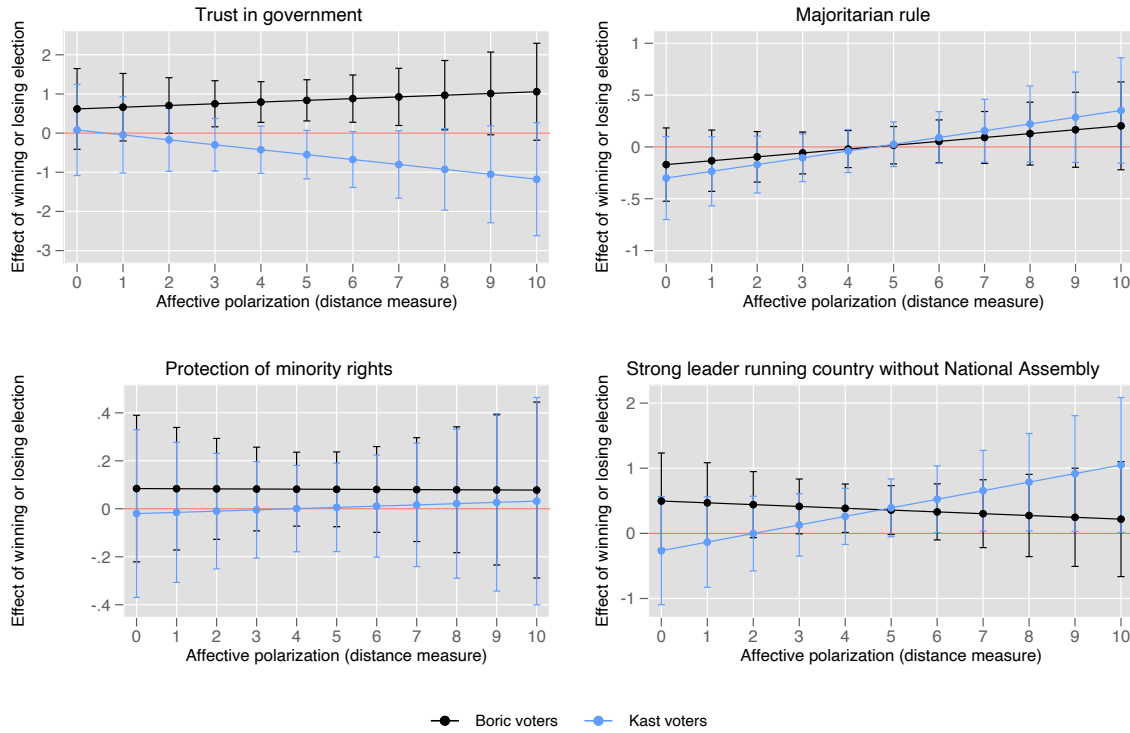 Trust in government
Effect of winning or losing election
2
1
0
-1
-2
-3
0 1 2 3 4 5 6 7 8 9 10
Affective polarization (distance measure)
Majoritarian rule
Effect of winning or losing election
1
.5
0
-.5
-1
0 1 2 3 4 5 6 7 8 9 10
Affective polarization (distance measure)
Protection of minority rights
Effect of winning or losing election
.4
.2
0
-.2
-.4
0 1 2 3 4 5 6 7 8 9 10
Affective polarization (distance measure)
Strong leader running country without National Assembly
Effect of winning or losing election
2
1
0
-1
0 1 2 3 4 5 6 7 8 9 10
Affective polarization (distance measure)
Boric voters Kast voters